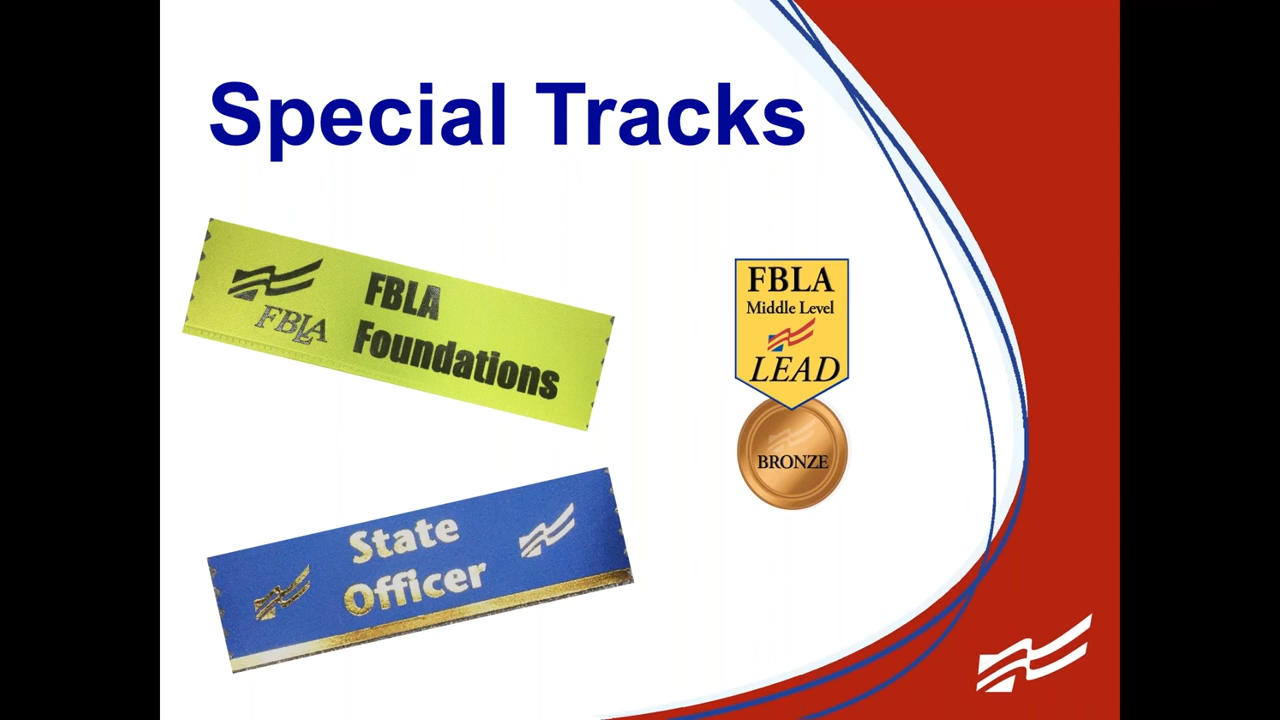 Special Tracks
FBLA
FBLA
Foundations
State
Officer
FBLA
Middle Level
LEAD
BRONZE